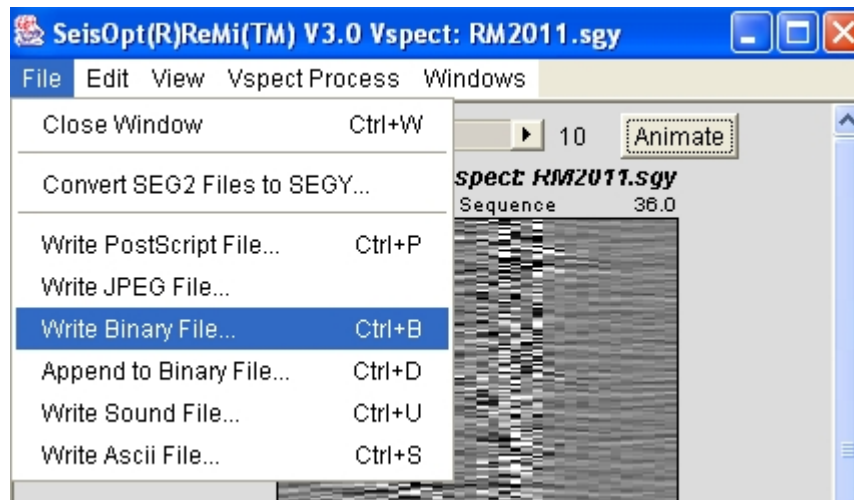 SeisOpt(R)ReMi(TM) V3.0 Vspect: RM2011.sgy
File Edit View Vspect Process Windows
Close Window Ctrl+W
10 Animate
Convert SEG2 Files to SEGY...
spect: RM2011.sgy
Sequence 36.0
Write PostScript File... Ctrl+P
Write JPEG File...
Write Binary File... Ctrl+B
Append to Binary File... Ctrl+D
Write Sound File... Ctrl+U
Write Ascii File... Ctrl+S